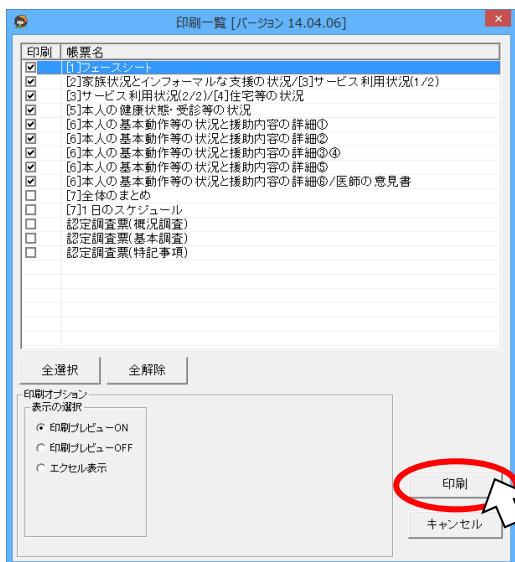 印刷一覧 [バージョン 14.04.06]
印刷 帳票名
[1]フェースシート
[2]家族状況とインフォーマルな支援の状況/[3]サービス利用状況(1/2)
[3]サービス利用状況(2/2)/[4]住宅等の状況
[5]本人の健康状態・受診等の状況
[6]本人の基本動作等の状況と援助内容の詳細①
[6]本人の基本動作等の状況と援助内容の詳細②
[6]本人の基本動作等の状況と援助内容の詳細③④
[6]本人の基本動作等の状況と援助内容の詳細⑤
[6]本人の基本動作等の状況と援助内容の詳細⑥/医師の意見書
[7]全体のまとめ
[7]1日のスケジュール
認定調査票(概況調査)
認定調査票(基本調査)
認定調査票(特記事項)
全選択 全解除
印刷オプション
表示の選択
印刷プレビューON
印刷プレビューOFF
エクセル表示
印刷
キャンセル